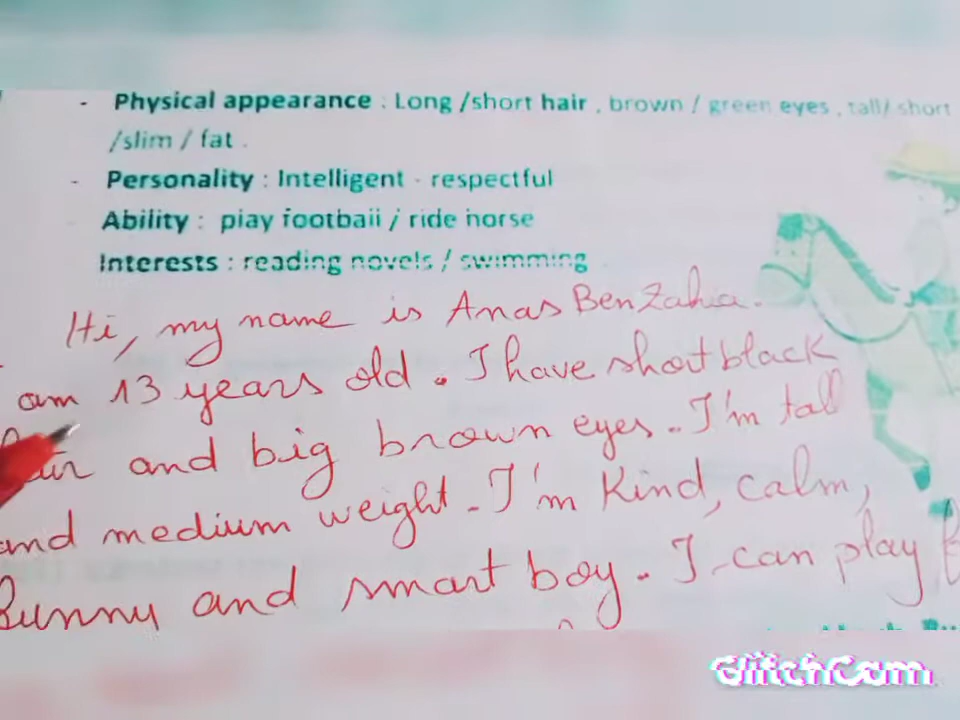 - Physical appearance : Long /short hair , brown / green eyes , tall/ short
/slim / fat .
- Personality : Intelligent - respectful
Ability : play football / ride horse
Interests : reading novels / swimming
Hi, my name is Anas BenZahia.
am 13 years old. I have short black
and big brown eyes. I'm tall
and medium weight. I'm Kind, calm,
funny and smart boy. I can play
GlitchCam